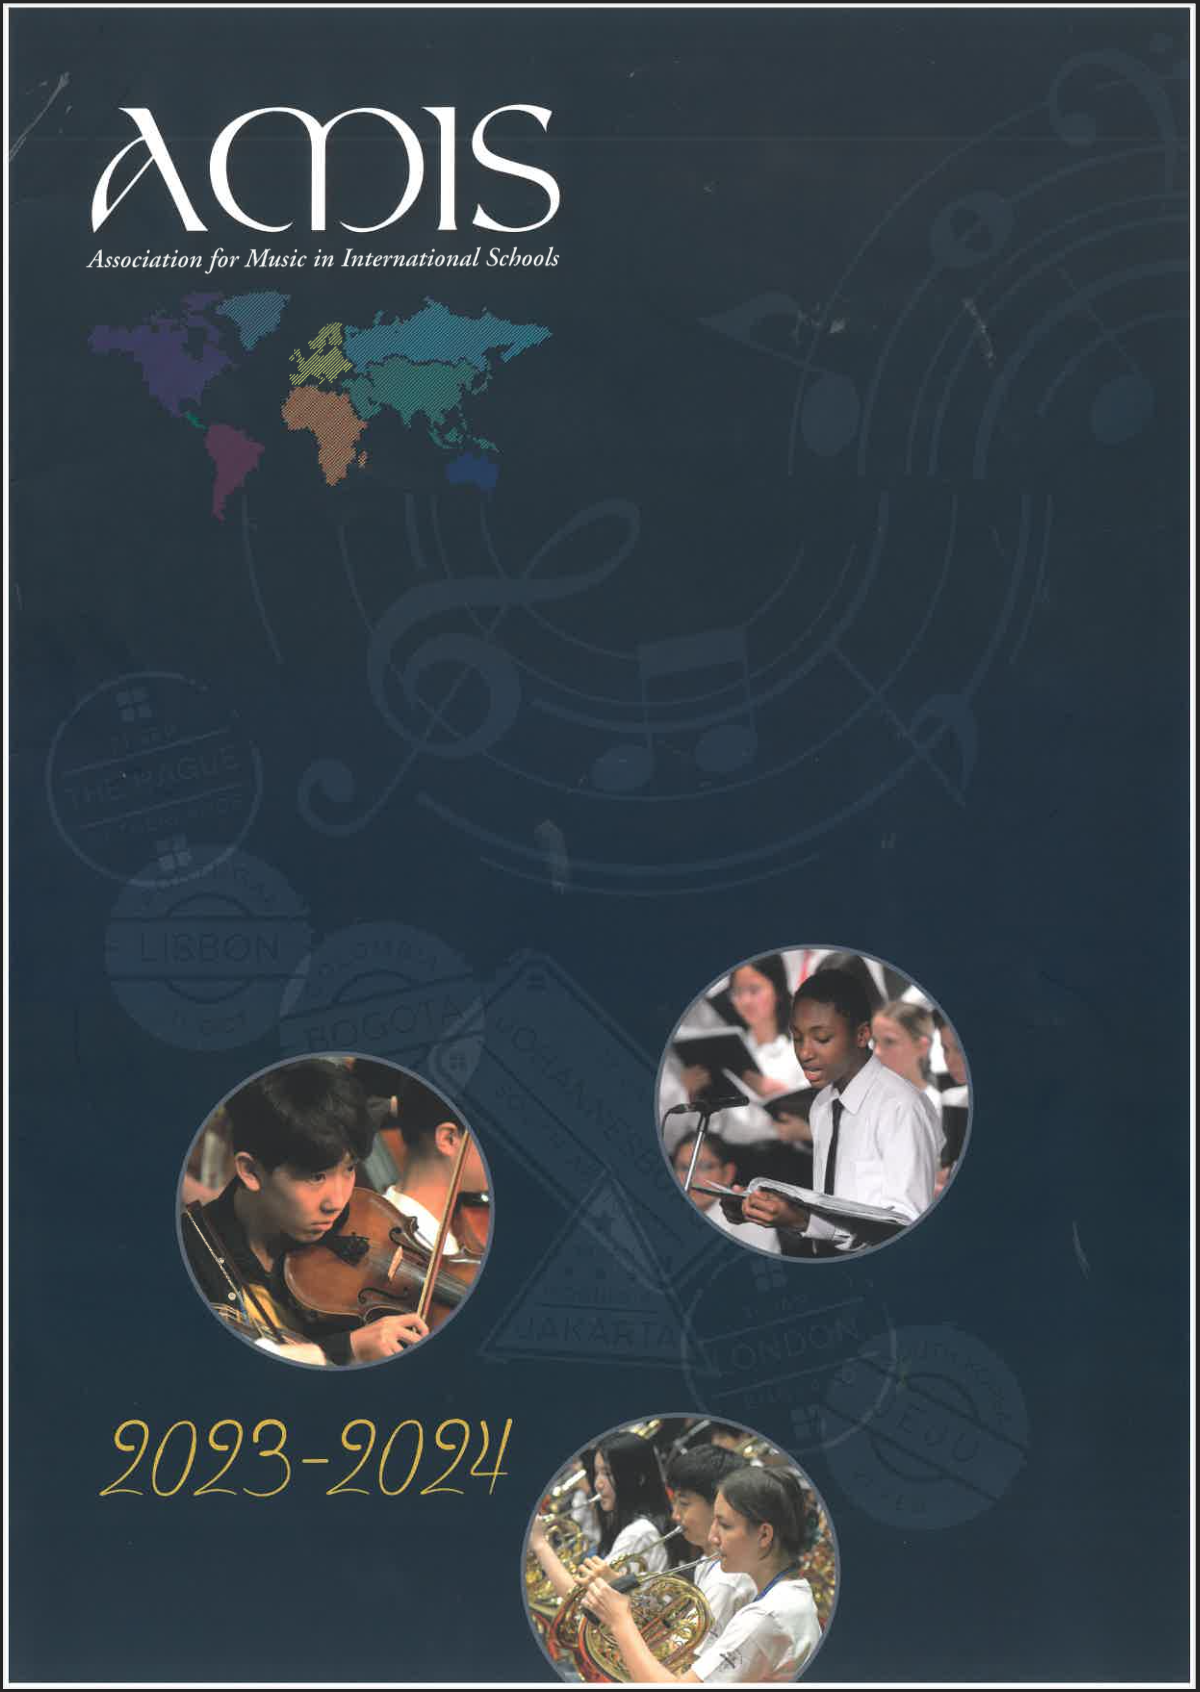 AMIS
Association for Music in International Schools
THE HAGUE
LISBON
BOGOTA
JOHANNESBURG
JAKARTA
LONDON
JEJU
2023-2024